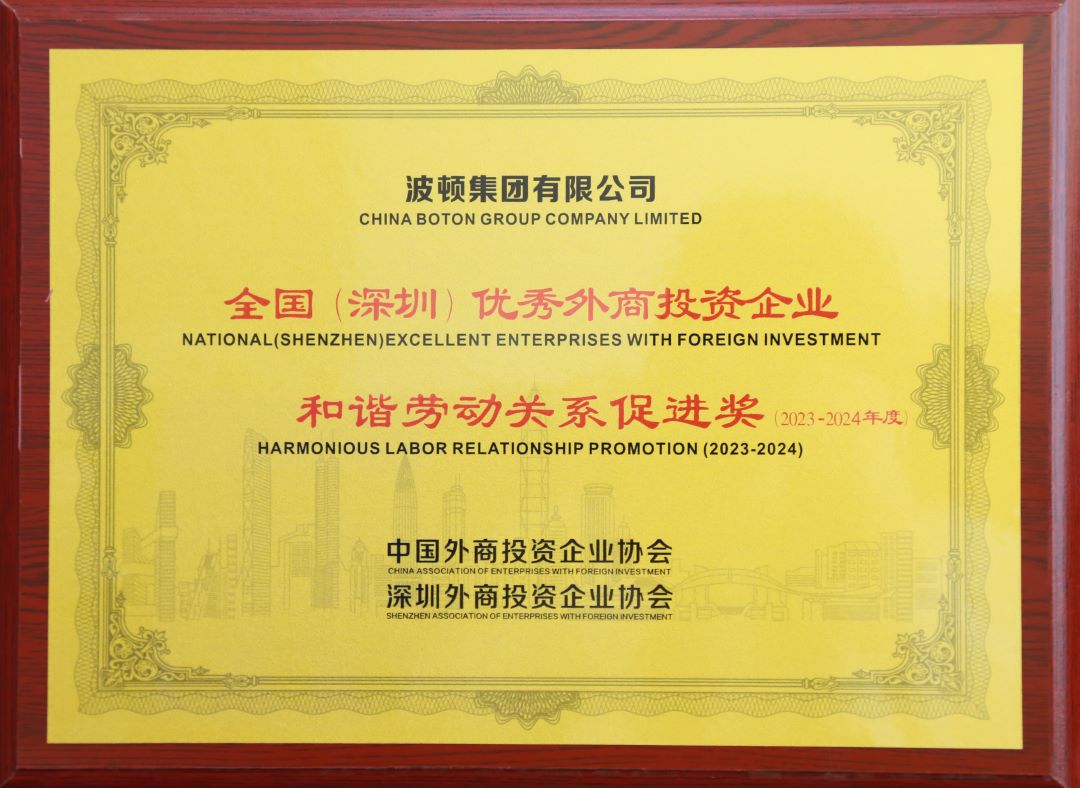 波顿集团有限公司
CHINA BOTON GROUP COMPANY LIMITED
全国（深圳）优秀外商投资企业
NATIONAL(SHENZHEN)EXCELLENT ENTERPRISES WITH FOREIGN INVESTMENT
和谐劳动关系促进奖（2023-2024年度）
HARMONIOUS LABOR RELATIONSHIP PROMOTION (2023-2024)
中国外商投资企业协会
CHINA ASSOCIATION OF ENTERPRISES WITH FOREIGN INVESTMENT
深圳外商投资企业协会
SHENZHEN ASSOCIATION OF ENTERPRISES WITH FOREIGN INVESTMENT